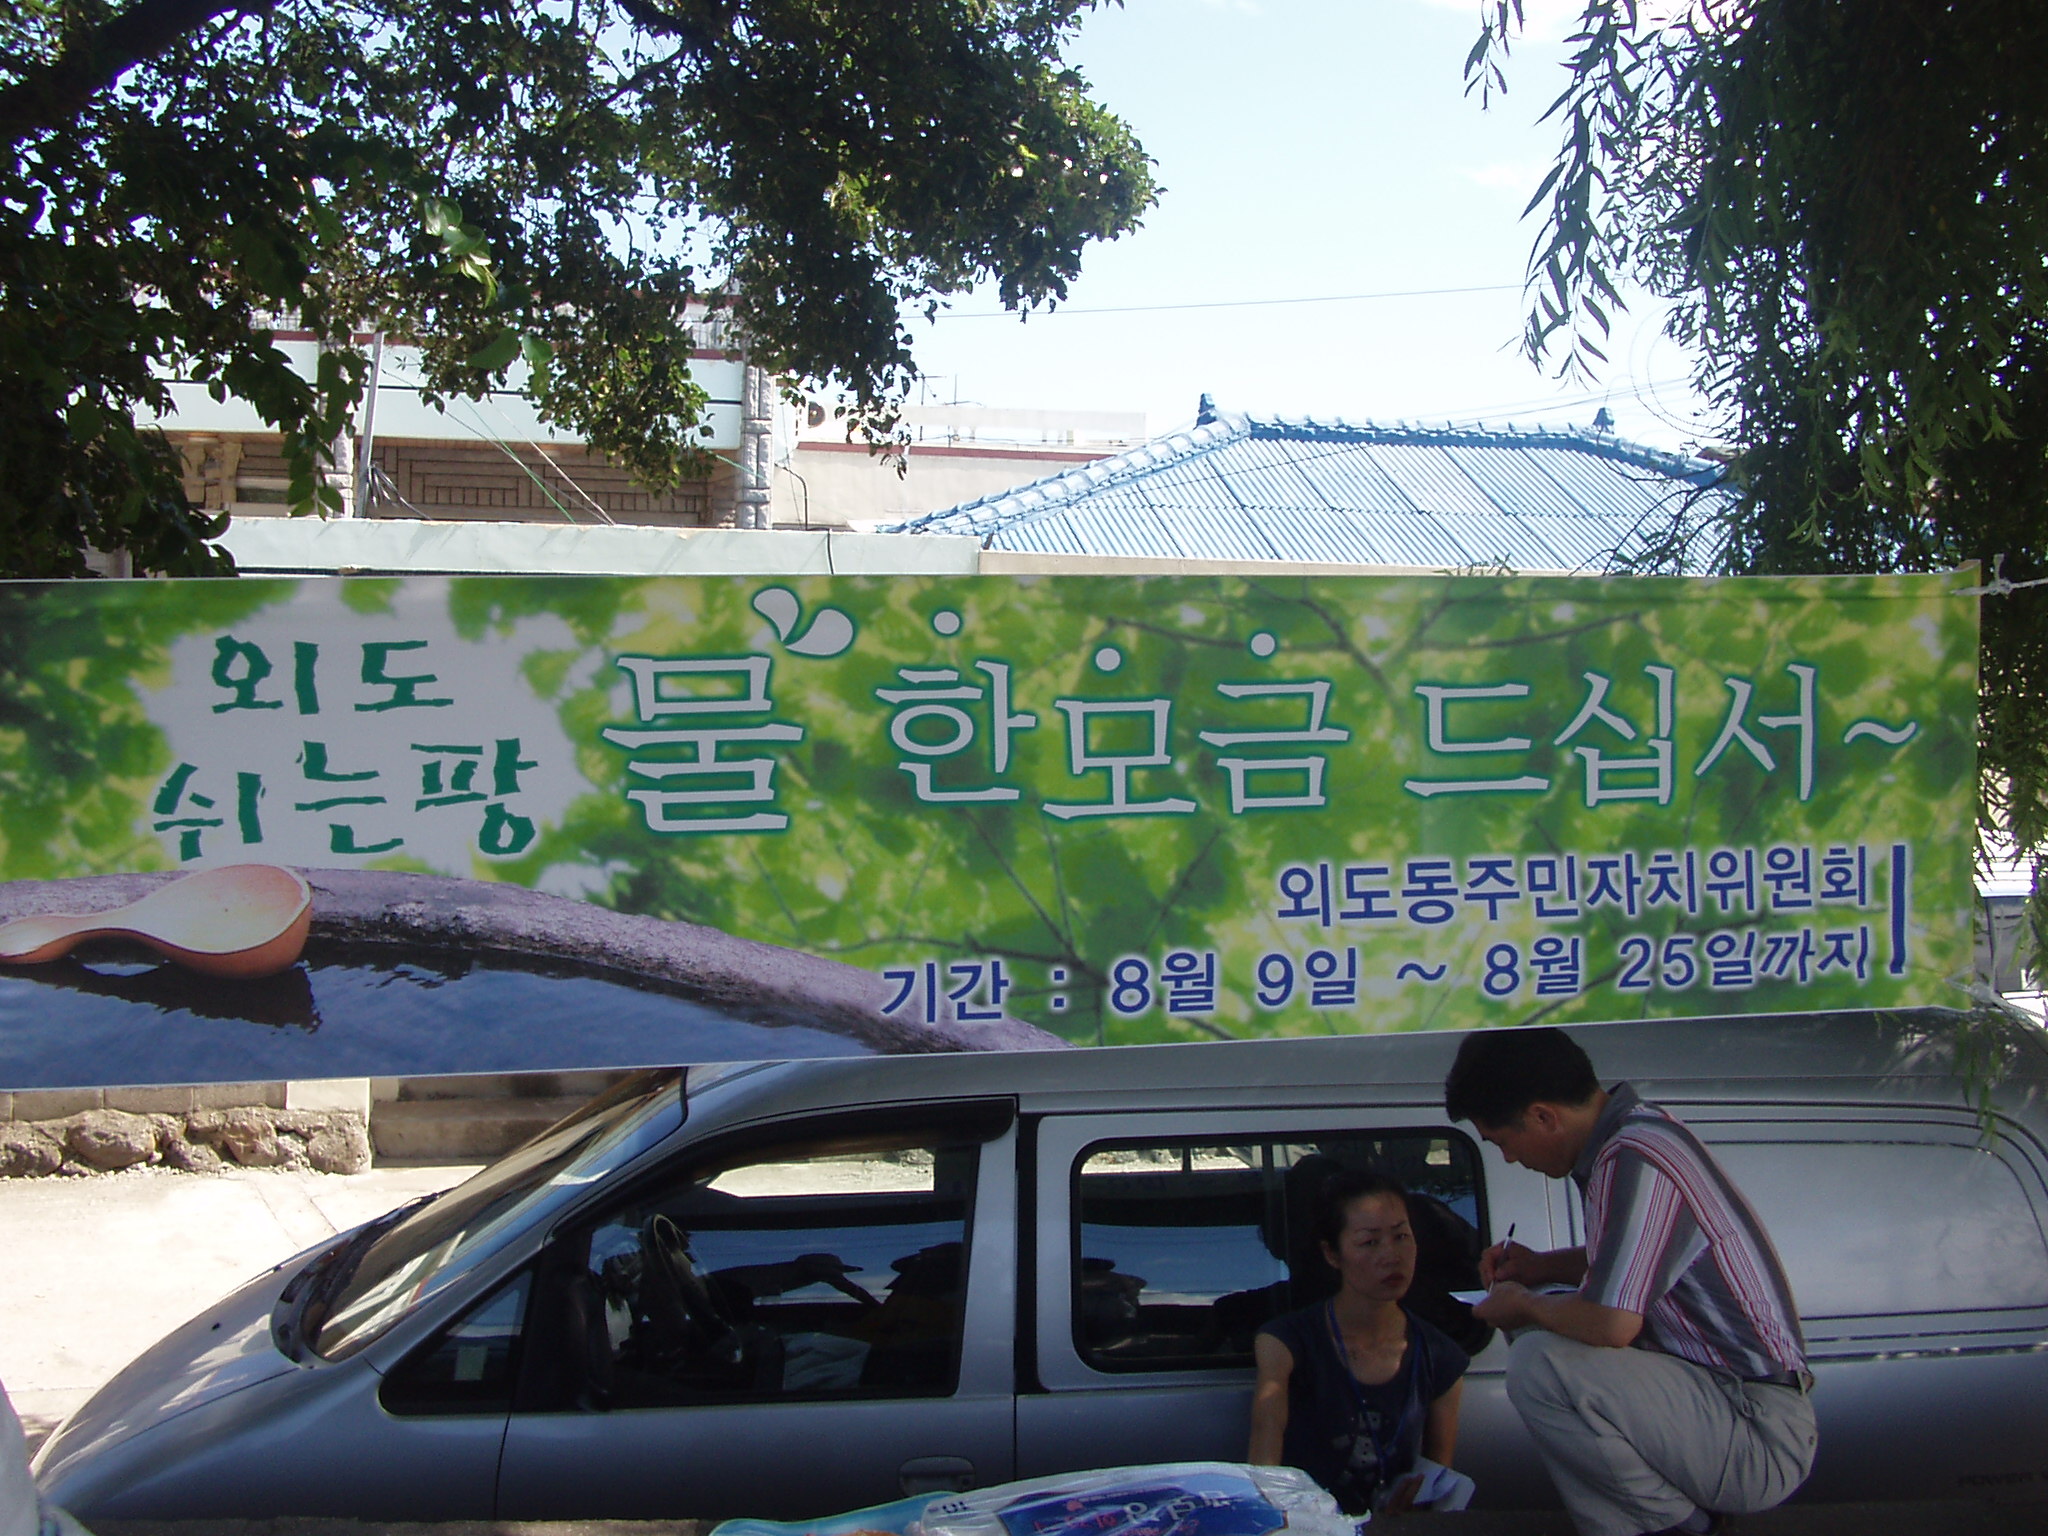 외도
쉬는팡
물 한모금 드십서~
외도동주민자치위원회
기간 : 8월 9일 ~ 8월 25일까지